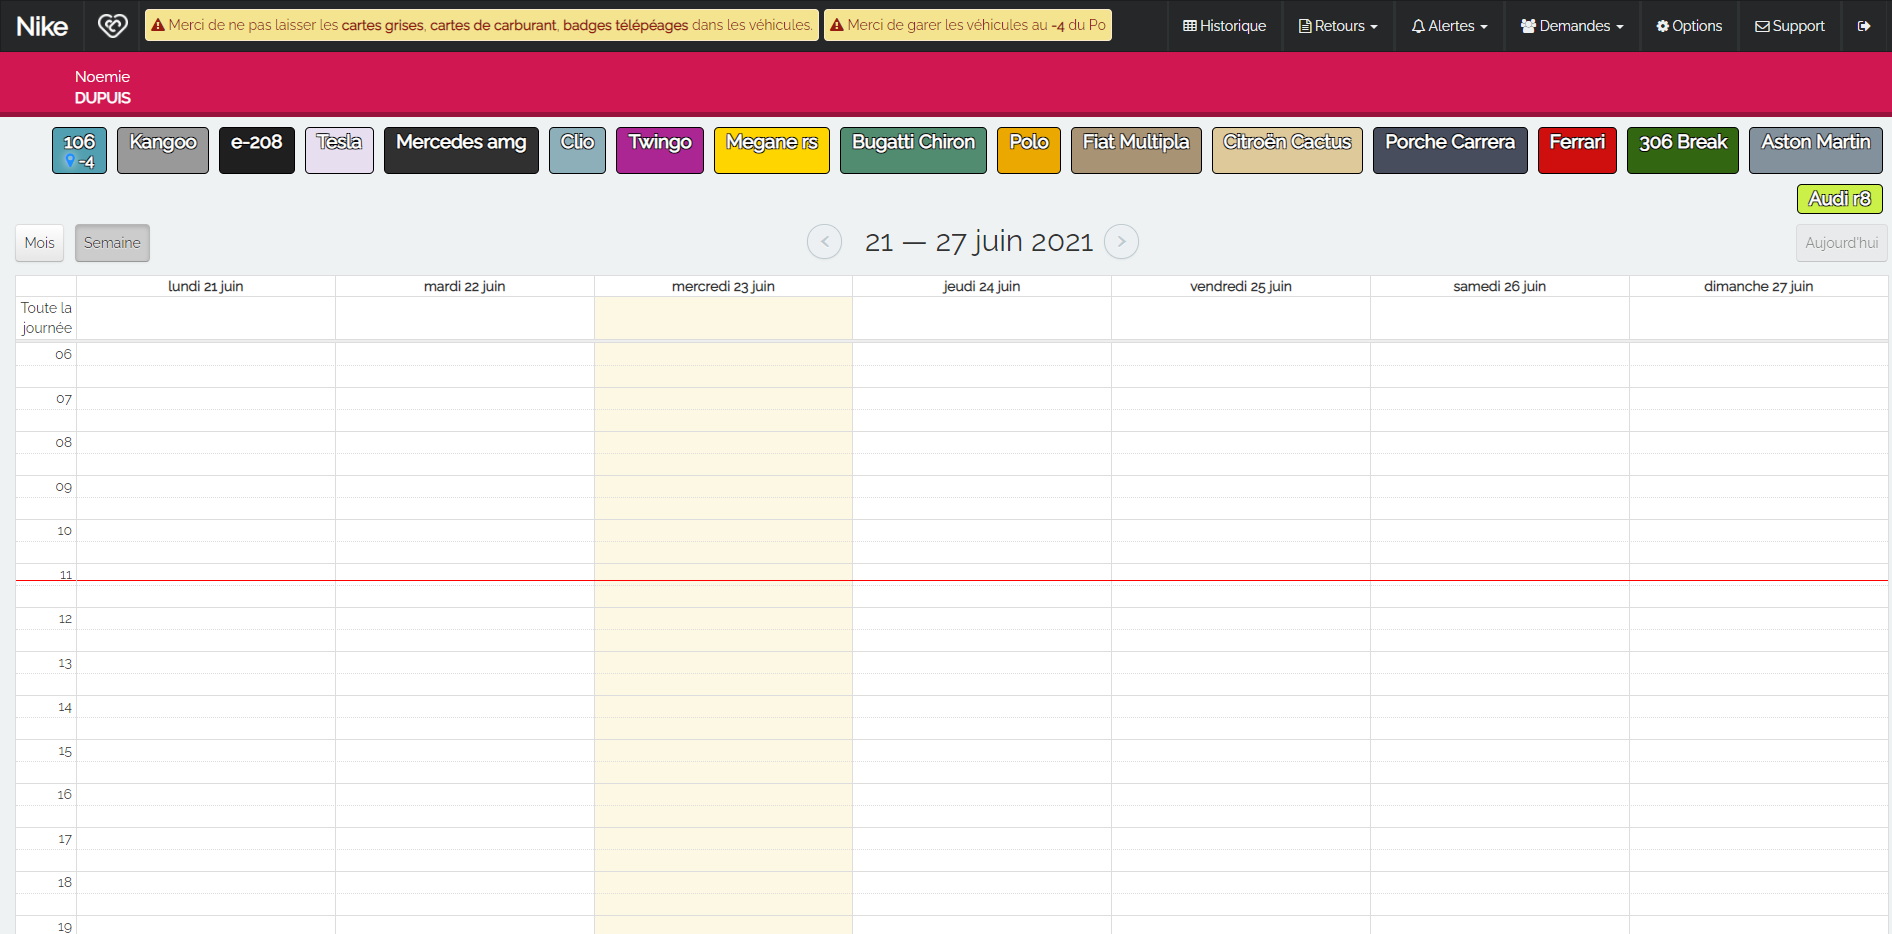 Nike
Merci de ne pas laisser les cartes grises, cartes de carburant, badges télépéages dans les véhicules.
Merci de garer les véhicules au -4 du Po
Historique
Retours
Alertes
Demandes
Options
Support
Noemie
DUPUIS
106
-4
Kangoo
e-208
Tesla
Mercedes amg
Clio
Twingo
Megane rs
Bugatti Chiron
Polo
Fiat Multipla
Citroën Cactus
Porche Carrera
Ferrari
306 Break
Aston Martin
Audi r8
Mois
Semaine
21 — 27 juin 2021
Aujourd'hui
lundi 21 juin
mardi 22 juin
mercredi 23 juin
jeudi 24 juin
vendredi 25 juin
samedi 26 juin
dimanche 27 juin
Toute la
journée
06
07
08
09
10
11
12
13
14
15
16
17
18
19